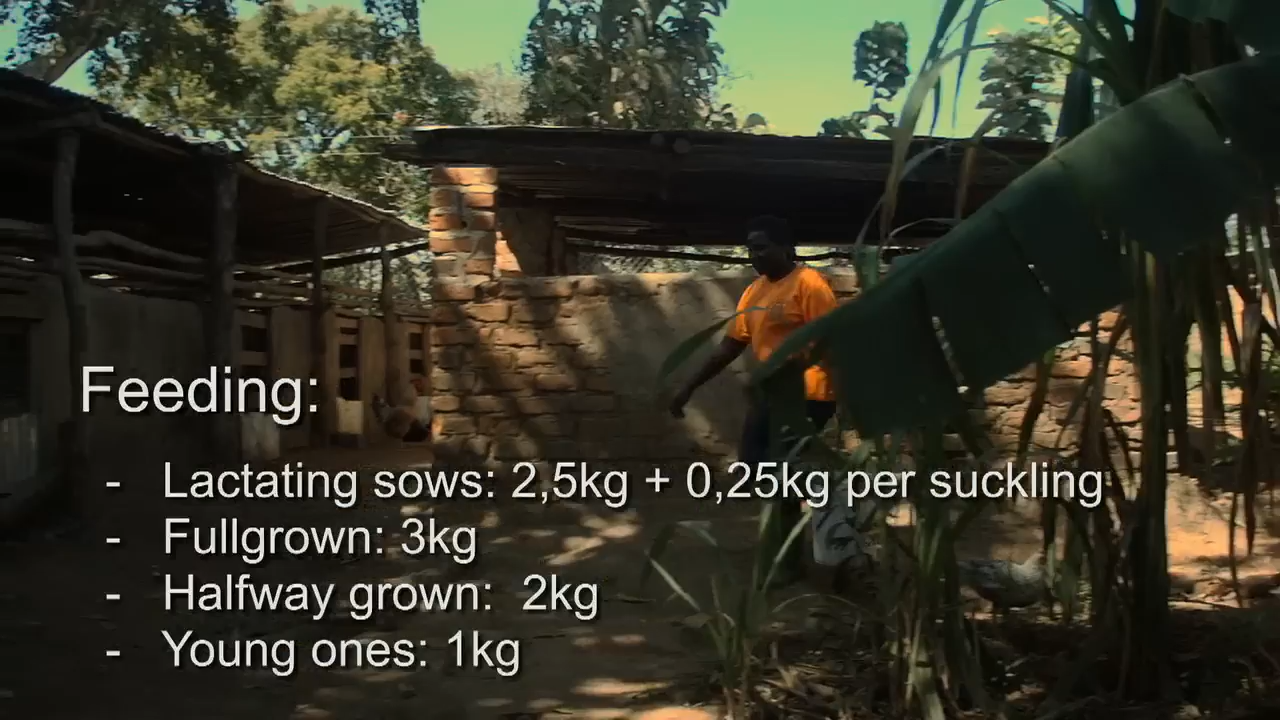 Feeding:
- Lactating sows: 2,5kg + 0,25kg per suckling
- Fullgrown: 3kg
- Halfway grown: 2kg
- Young ones: 1kg